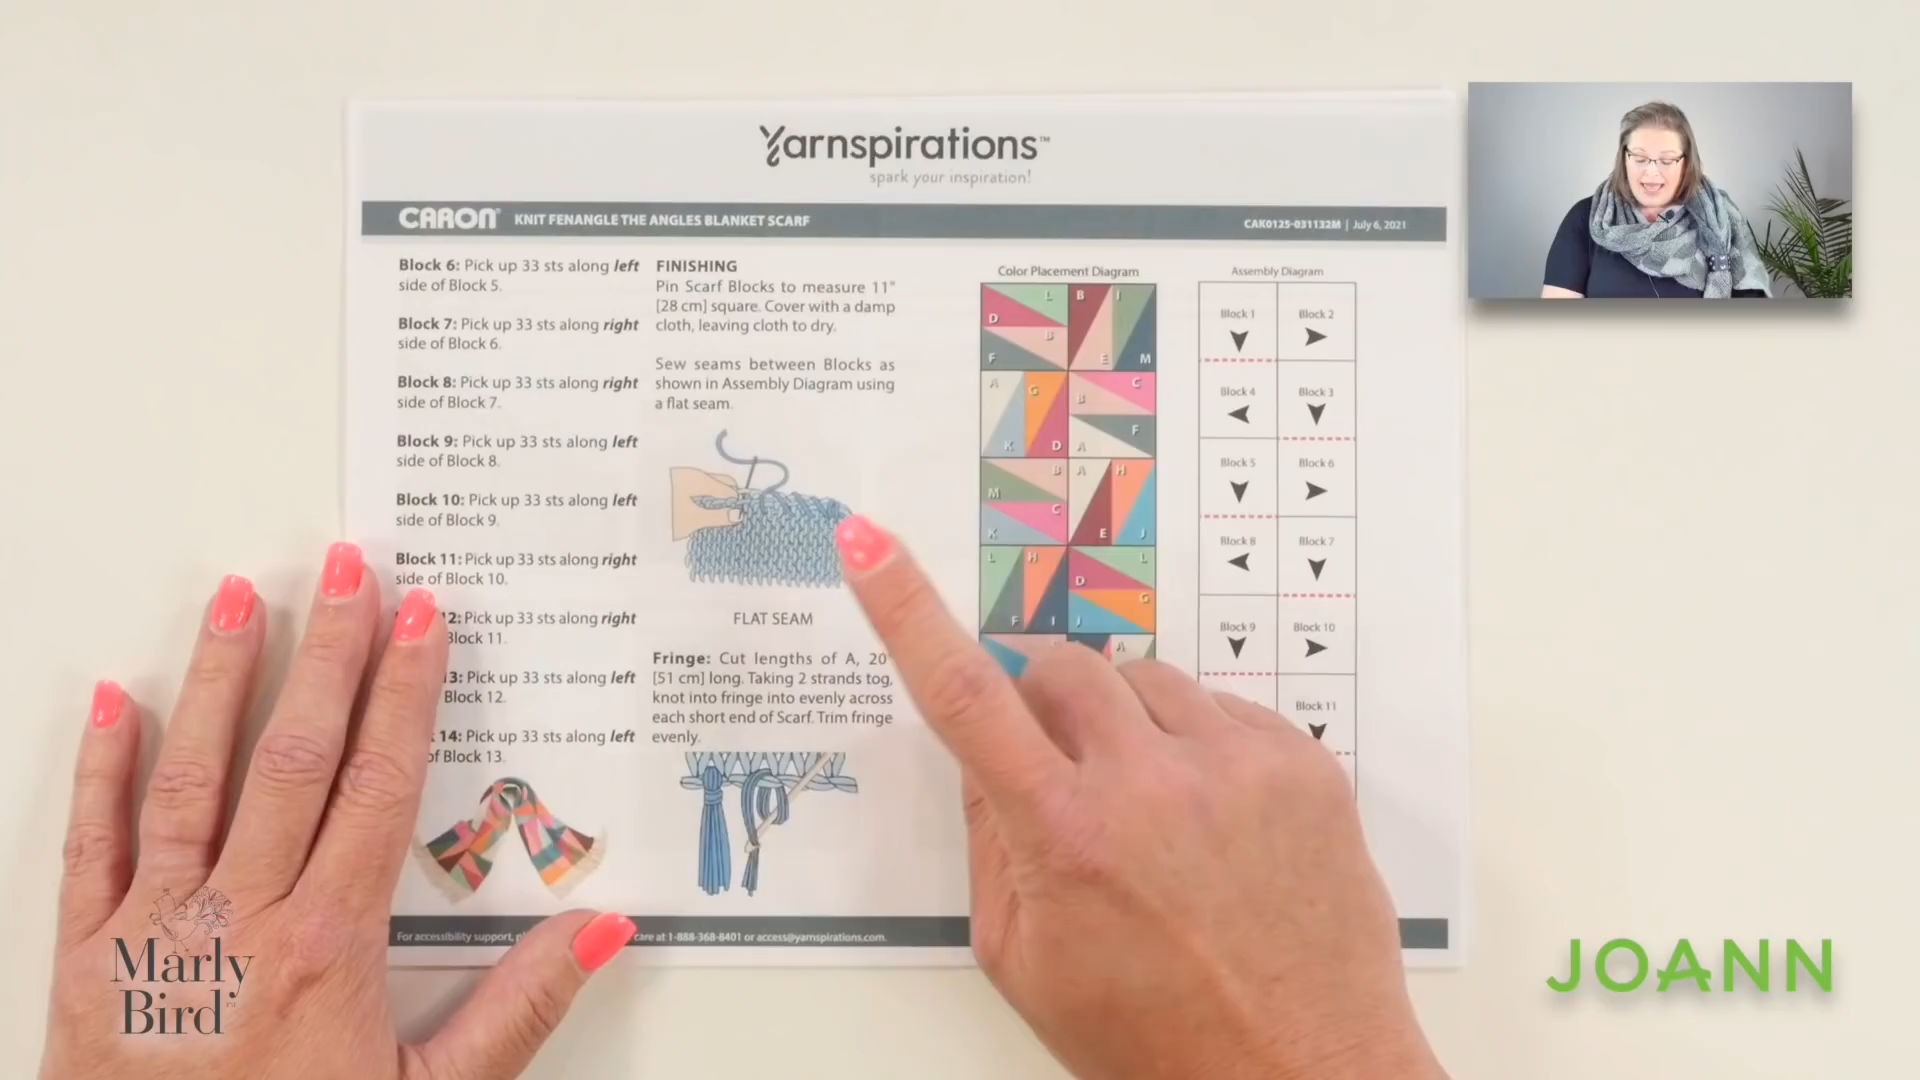 Yarnspirations™
spark your inspiration!
CARON® KNIT FENANGLE THE ANGLES BLANKET SCARF
CAK0125-031132M | July 6, 2021
Block 6: Pick up 33 sts along left
side of Block 5.
Block 7: Pick up 33 sts along right
side of Block 6.
Block 8: Pick up 33 sts along right
side of Block 7.
Block 9: Pick up 33 sts along left
side of Block 8.
Block 10: Pick up 33 sts along left
side of Block 9.
Block 11: Pick up 33 sts along right
side of Block 10.
12: Pick up 33 sts along right
Block 11.
3: Pick up 33 sts along left
Block 12.
14: Pick up 33 sts along left
of Block 13.
FINISHING
Pin Scarf Blocks to measure 11"
[28 cm] square. Cover with a damp
cloth, leaving cloth to dry.
Sew seams between Blocks as
shown in Assembly Diagram using
a flat seam.
FLAT SEAM
Fringe: Cut lengths of A, 20
[51 cm] long. Taking 2 strands tog,
knot into fringe into evenly across
each short end of Scarf. Trim fringe
evenly.
Color Placement Diagram
L B I
D
B
F E M
A G C
B
F
K D A
B A H
M
C
K E J
L H L
D
G
F I J
A
Assembly Diagram
Block 1 Block 2
Block 4 Block 3
Block 5 Block 6
Block 8 Block 7
Block 9 Block 10
Block 11
For accessibility support, care at 1-888-368-8401 or access@yarnspirations.com.
Marly
Bird
JOANN